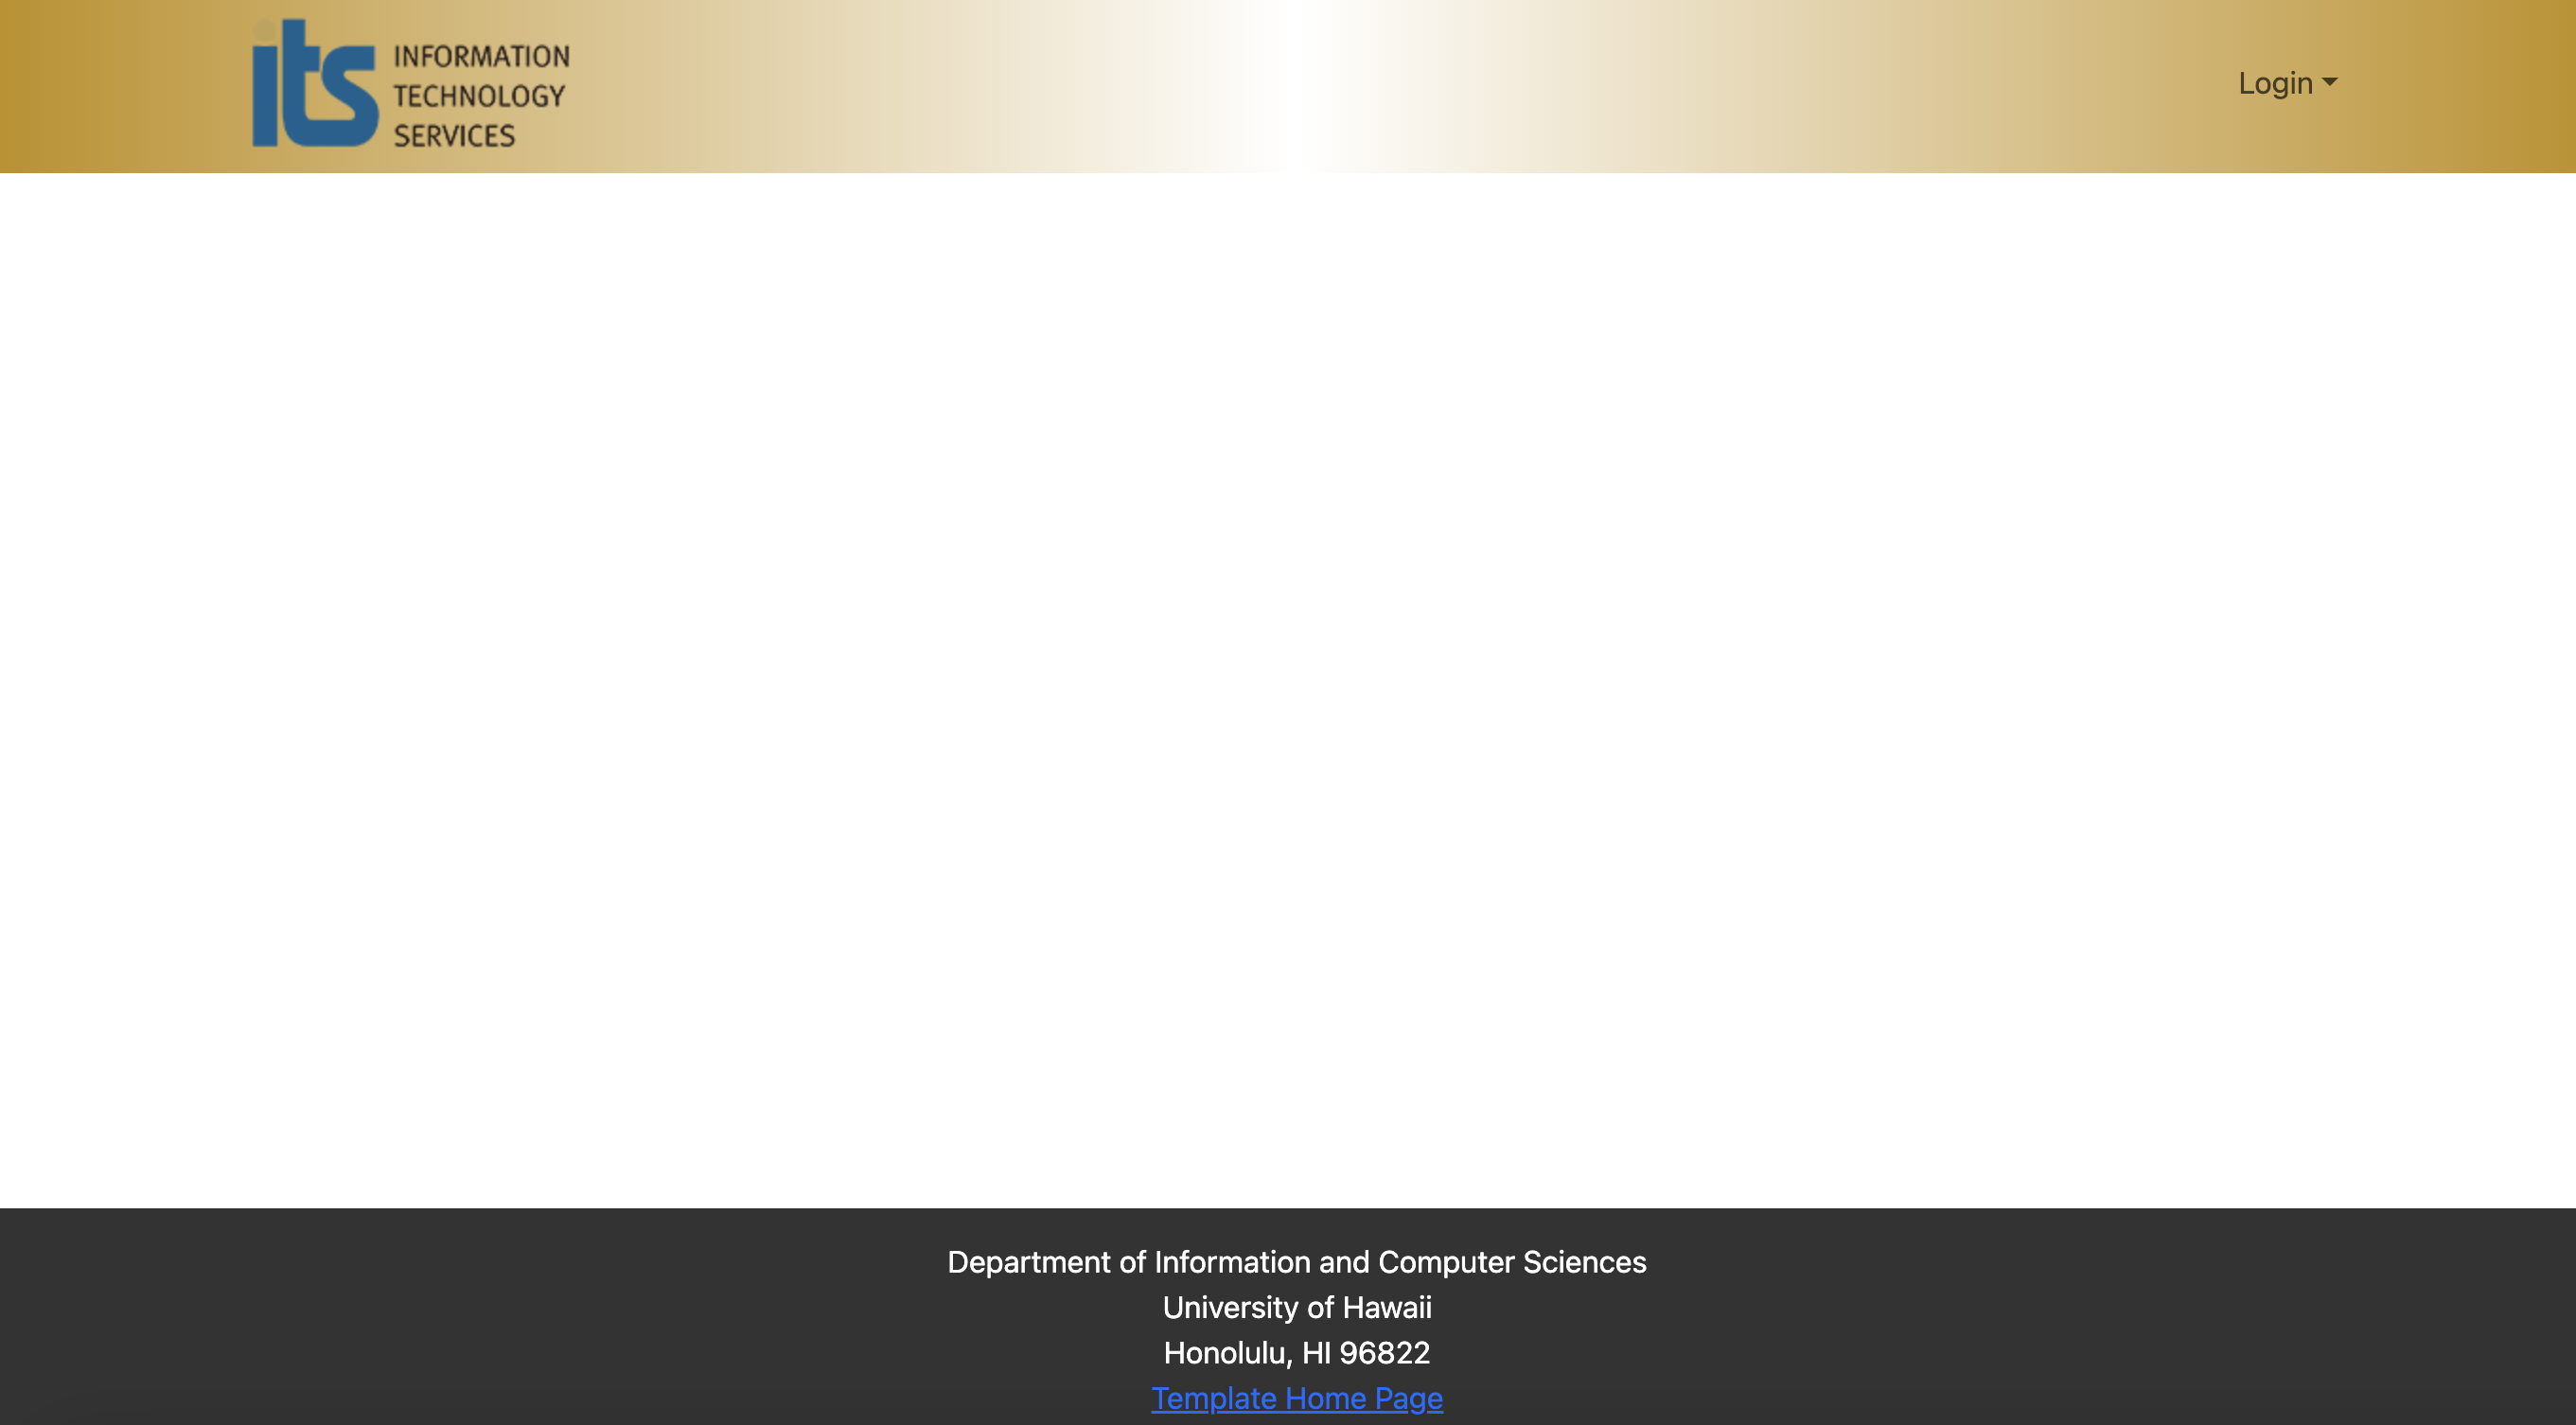 its
INFORMATION
TECHNOLOGY
SERVICES
Login
Department of Information and Computer Sciences
University of Hawaii
Honolulu, HI 96822
Template Home Page